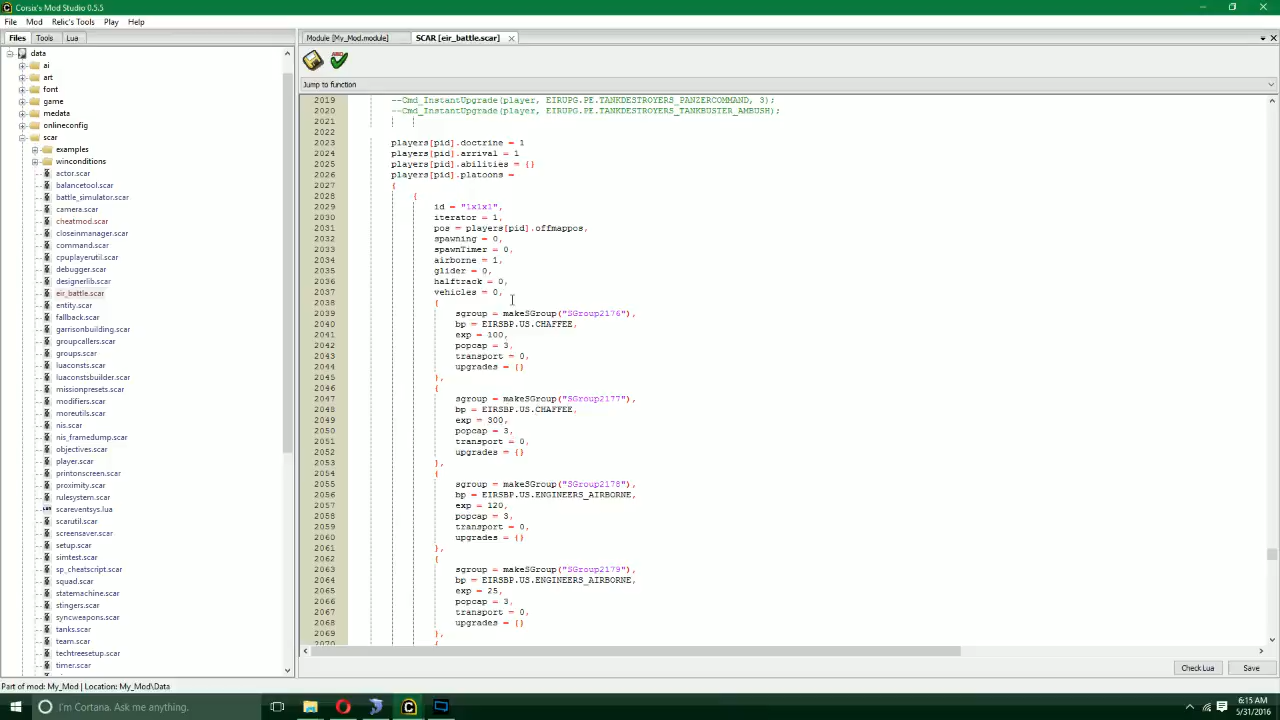 Corsix's Mod Studio 0.5.5
File Mod Relic's Tools Play Help
Files Tools Lua
Module [My_Mod.module] SCAR [eir_battle.scar]
Jump to function
data
ai
art
font
game
medata
onlineconfig
scar
examples
winconditions
actor.scar
balancetool.scar
battle_simulator.scar
camera.scar
cheatmod.scar
closeinmanager.scar
command.scar
cpuplayerutil.scar
debugger.scar
designerlib.scar
eir_battle.scar
entity.scar
fallback.scar
garrisonbuilding.scar
groupcallers.scar
groups.scar
luaconsts.scar
luaconstsbuilder.scar
missionpresets.scar
modifiers.scar
moreutils.scar
nis.scar
nis_framedump.scar
objectives.scar
player.scar
printonscreen.scar
proximity.scar
rulesystem.scar
scareventsys.lua
scarutil.scar
screensaver.scar
setup.scar
simtest.scar
sp_cheatscript.scar
squad.scar
statemachine.scar
stingers.scar
syncweapons.scar
tanks.scar
team.scar
techtreesetup.scar
timer.scar
2019 --Cmd_InstantUpgrade(player, EIRUPG.PE.TANKDESTROYERS_PANZERCOMMAND, 3);
2020 --Cmd_InstantUpgrade(player, EIRUPG.PE.TANKDESTROYERS_TANKBUSTER_AMBUSH);
2021
2022
2023 players[pid].doctrine = 1
2024 players[pid].arrival = 1
2025 players[pid].abilities = {}
2026 players[pid].platoons =
2027 {
2028 {
2029 id = "1x1x1",
2030 iterator = 1,
2031 pos = players[pid].offmappos,
2032 spawning = 0,
2033 spawnTimer = 0,
2034 airborne = 1,
2035 glider = 0,
2036 halftrack = 0,
2037 vehicles = 0,
2038 {
2039 sgroup = makeSGroup("SGroup2176"),
2040 bp = EIRSBP.US.CHAFFEE,
2041 exp = 100,
2042 popcap = 3,
2043 transport = 0,
2044 upgrades = {}
2045 },
2046 {
2047 sgroup = makeSGroup("SGroup2177"),
2048 bp = EIRSBP.US.CHAFFEE,
2049 exp = 300,
2050 popcap = 3,
2051 transport = 0,
2052 upgrades = {}
2053 },
2054 {
2055 sgroup = makeSGroup("SGroup2178"),
2056 bp = EIRSBP.US.ENGINEERS_AIRBORNE,
2057 exp = 120,
2058 popcap = 3,
2059 transport = 0,
2060 upgrades = {}
2061 },
2062 {
2063 sgroup = makeSGroup("SGroup2179"),
2064 bp = EIRSBP.US.ENGINEERS_AIRBORNE,
2065 exp = 25,
2066 popcap = 3,
2067 transport = 0,
2068 upgrades = {}
2069 },
2070 {
Check Lua Save
Part of mod: My_Mod | Location: My_Mod\Data
I'm Cortana. Ask me anything.
6:15 AM
5/31/2016